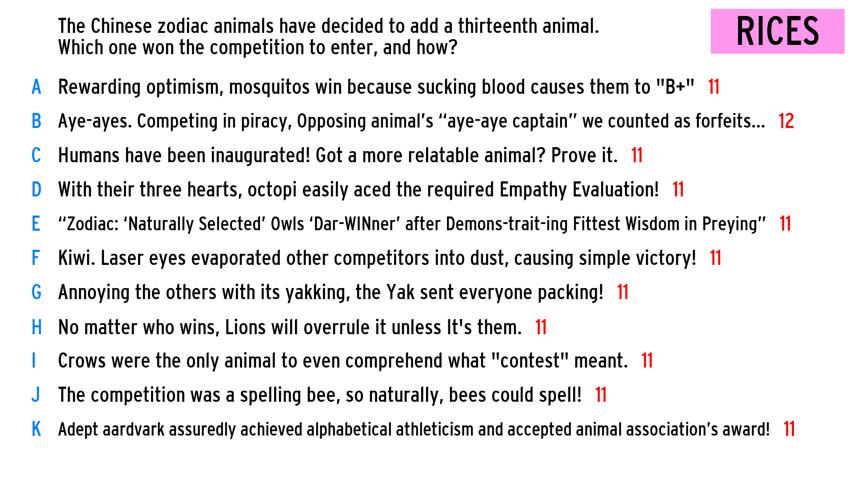 The Chinese zodiac animals have decided to add a thirteenth animal.
Which one won the competition to enter, and how?
RICES
A Rewarding optimism, mosquitos win because sucking blood causes them to "B+" 11
B Aye-ayes. Competing in piracy, Opposing animal's “aye-aye captain” we counted as forfeits... 12
C Humans have been inaugurated! Got a more relatable animal? Prove it. 11
D With their three hearts, octopi easily aced the required Empathy Evaluation! 11
E “Zodiac: ‘Naturally Selected’ Owls ‘Dar-WINner’ after Demons-trait-ing Fittest Wisdom in Preying” 11
F Kiwi. Laser eyes evaporated other competitors into dust, causing simple victory! 11
G Annoying the others with its yakking, the Yak sent everyone packing! 11
H No matter who wins, Lions will overrule it unless It's them. 11
I Crows were the only animal to even comprehend what "contest" meant. 11
J The competition was a spelling bee, so naturally, bees could spell! 11
K Adept aardvark assuredly achieved alphabetical athleticism and accepted animal association's award! 11